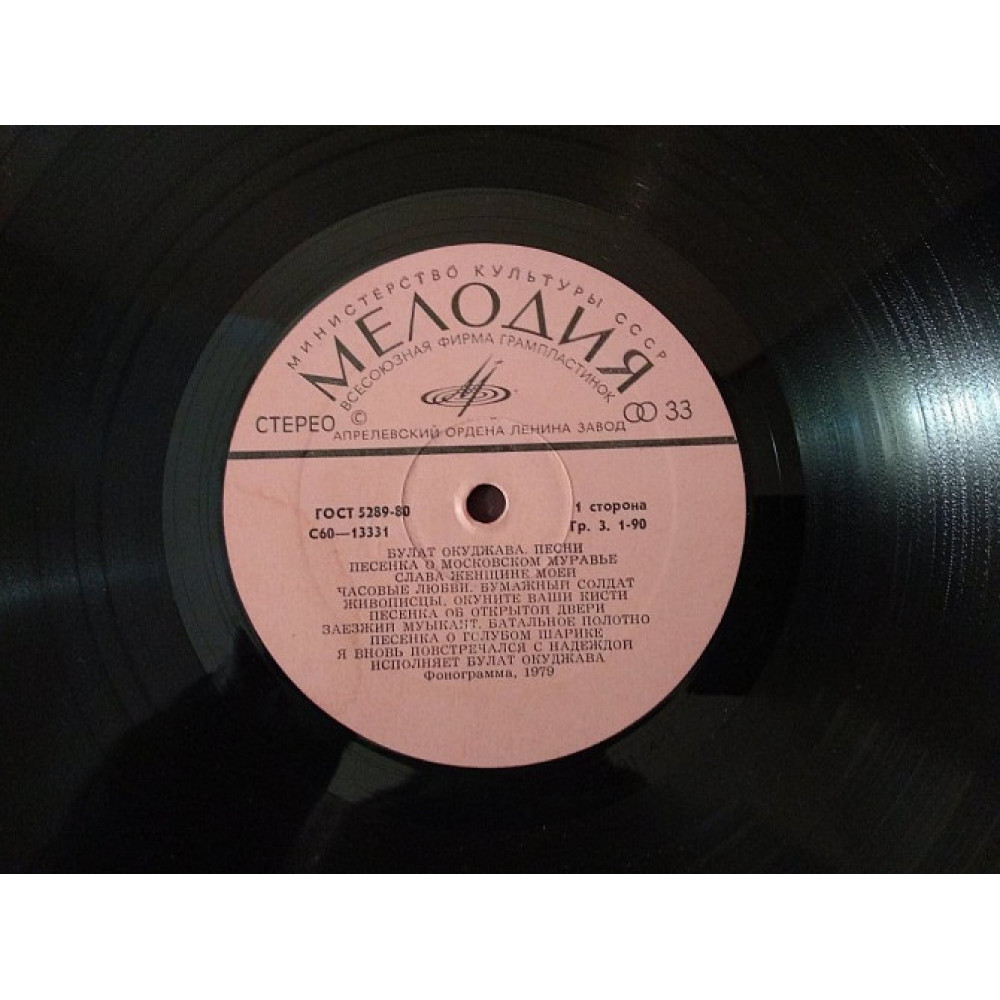 МИНИСТЕРСТВО КУЛЬТУРЫ СССР
МЕЛОДИЯ
ВСЕСОЮЗНАЯ ФИРМА ГРАМПЛАСТИНОК
СТЕРЕО © 33
АПРЕЛЕВСКИЙ ОРДЕНА ЛЕНИНА ЗАВОД
ГОСТ 5289-80 1 сторона
С60—13331 Гр. 3. 1-90
БУЛАТ ОКУДЖАВА. ПЕСНИ
ПЕСЕНКА О МОСКОВСКОМ МУРАВЬЕ
СЛАВА ЖЕНЩИНЕ МОЕЙ
ЧАСОВЫЕ ЛЮБВИ. БУМАЖНЫЙ СОЛДАТ
ЖИВОПИСЦЫ, ОКУНИТЕ ВАШИ КИСТИ
ПЕСЕНКА ОБ ОТКРЫТОЙ ДВЕРИ
ЗАЕЗЖИЙ МУЫКАНТ. БАТАЛЬНОЕ ПОЛОТНО
ПЕСЕНКА О ГОЛУБОМ ШАРИКЕ
Я ВНОВЬ ПОВСТРЕЧАЛСЯ С НАДЕЖДОЙ
ИСПОЛНЯЕТ БУЛАТ ОКУДЖАВА
Фонограмма, 1979